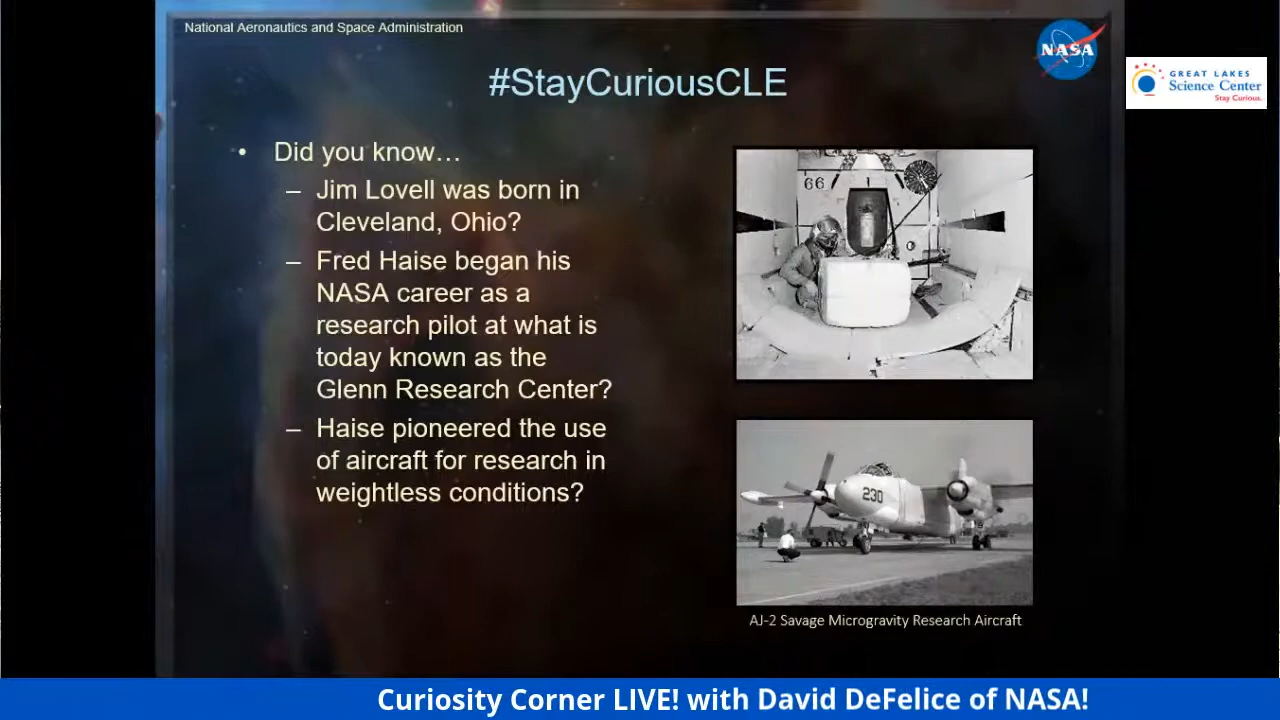 National Aeronautics and Space Administration
NASA
#StayCuriousCLE
GREAT LAKES
Science Center
Stay Curious.
• Did you know…
– Jim Lovell was born in
Cleveland, Ohio?
– Fred Haise began his
NASA career as a
research pilot at what is
today known as the
Glenn Research Center?
– Haise pioneered the use
of aircraft for research in
weightless conditions?
66
230
AJ-2 Savage Microgravity Research Aircraft
Curiosity Corner LIVE! with David DeFelice of NASA!